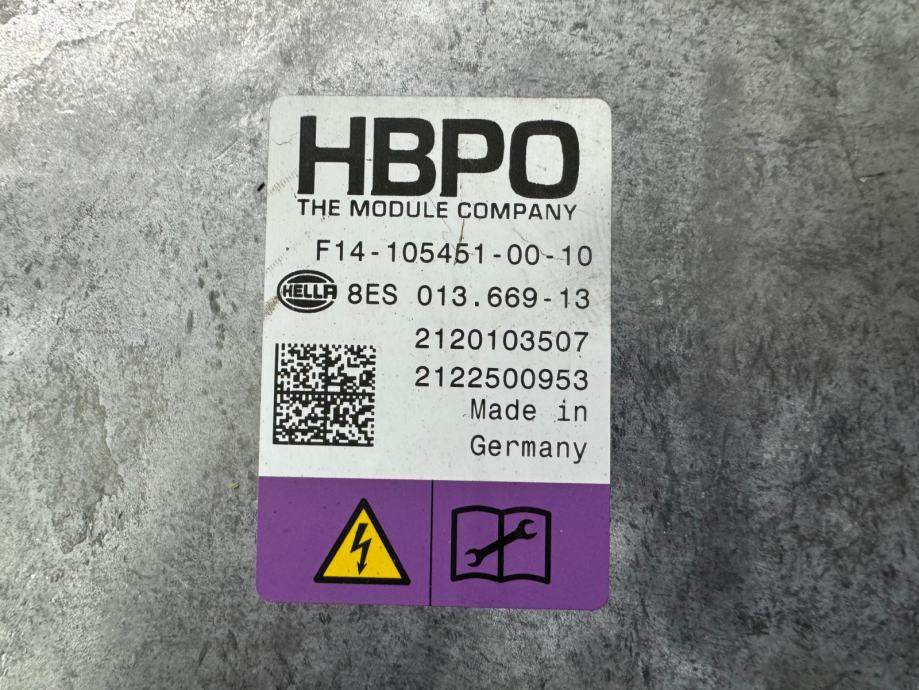 HBPO
THE MODULE COMPANY
F14-105451-00-10
HELLA 8ES 013.669-13
2120103507
2122500953
Made in
Germany